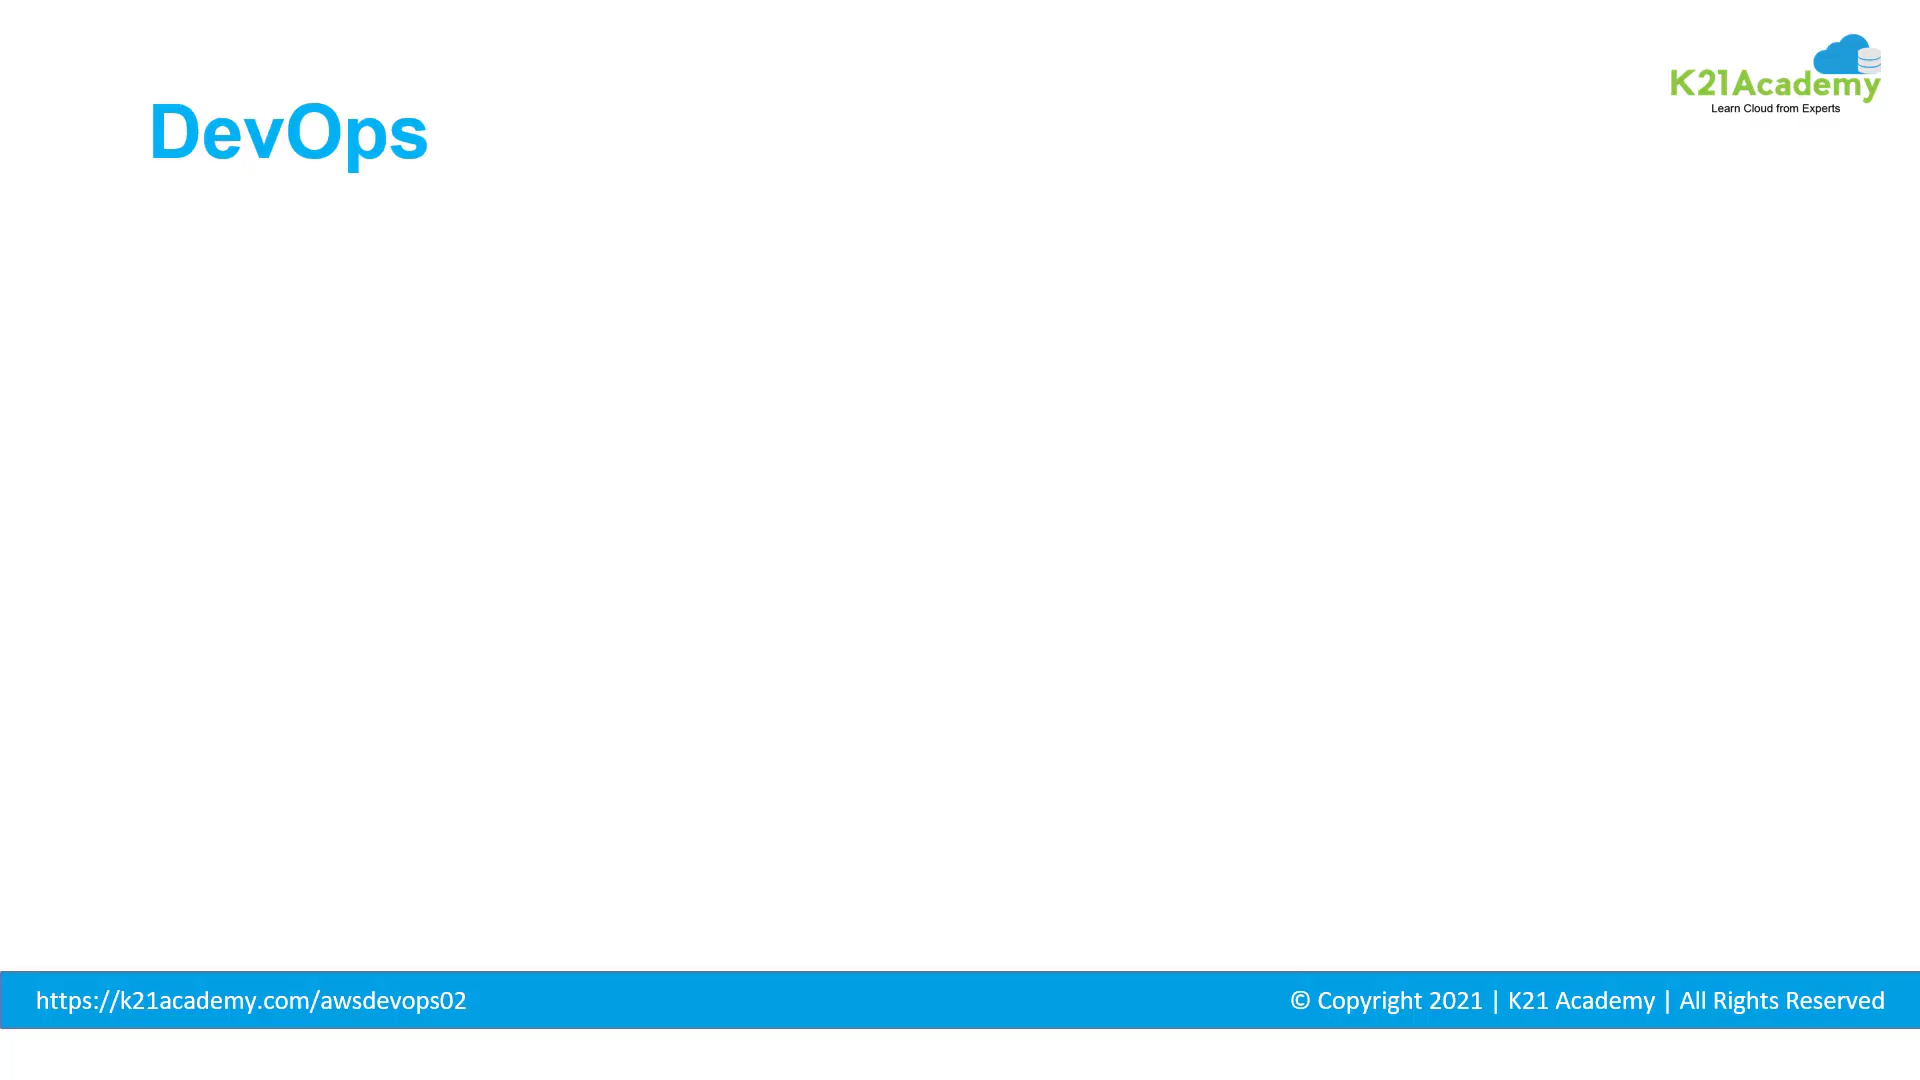 K21Academy
Learn Cloud from Experts
DevOps
https://k21academy.com/awsdevops02
© Copyright 2021 | K21 Academy | All Rights Reserved